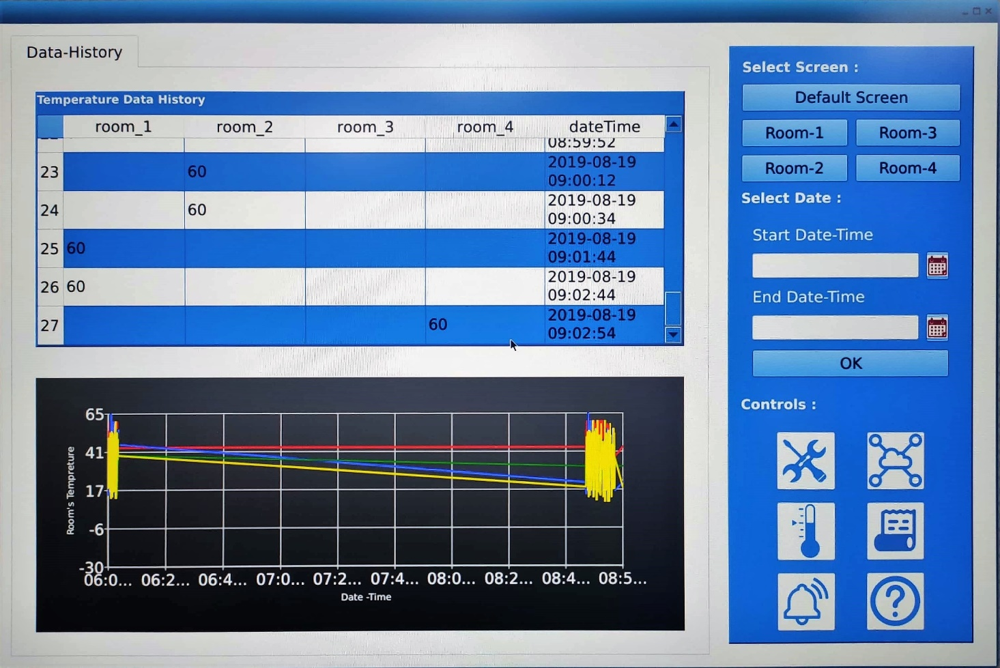 Data-History
Temperature Data History
room_1 room_2 room_3 room_4 dateTime
08:59:52
23 60 2019-08-19
09:00:12
24 60 2019-08-19
09:00:34
25 60 2019-08-19
09:01:44
26 60 2019-08-19
09:02:44
27 60 2019-08-19
09:02:54
65
41
17
-6
-30
Room's Tempreture
06:0... 06:2... 06:4... 07:0... 07:2... 07:4... 08:0... 08:2... 08:4... 08:5...
Date -Time
Select Screen :
Default Screen
Room-1 Room-3
Room-2 Room-4
Select Date :
Start Date-Time
End Date-Time
OK
Controls :
?